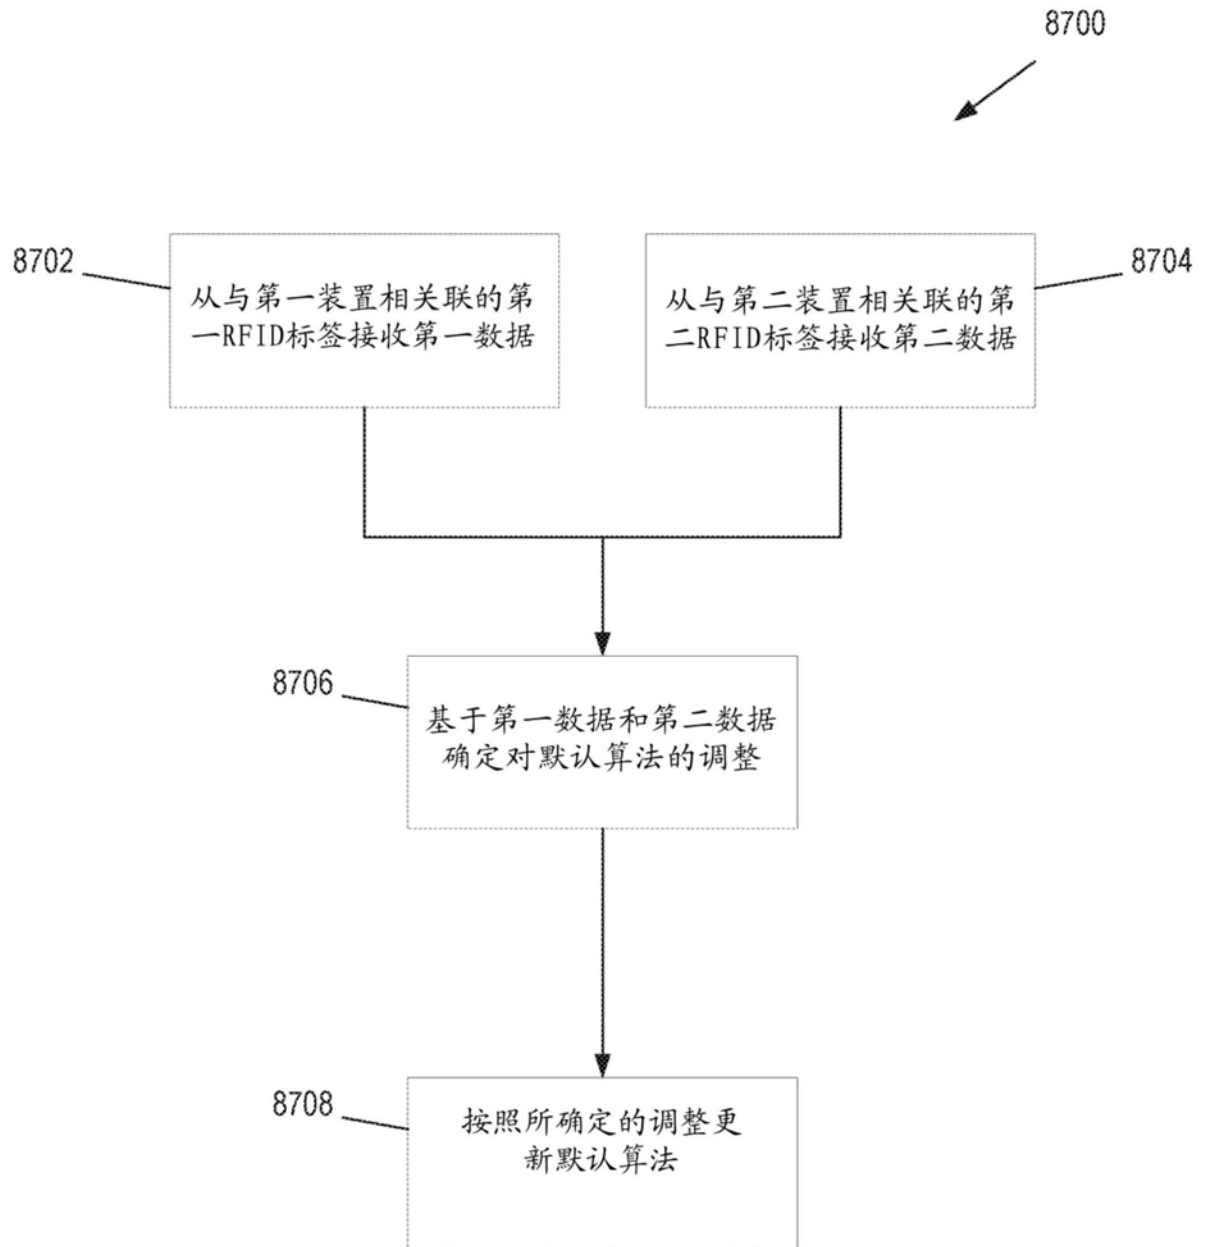 8700
8702
从与第一装置相关联的第
一RFID标签接收第一数据
8704
从与第二装置相关联的第
二RFID标签接收第二数据
8706
基于第一数据和第二数据
确定对默认算法的调整
8708
按照所确定的调整更
新默认算法